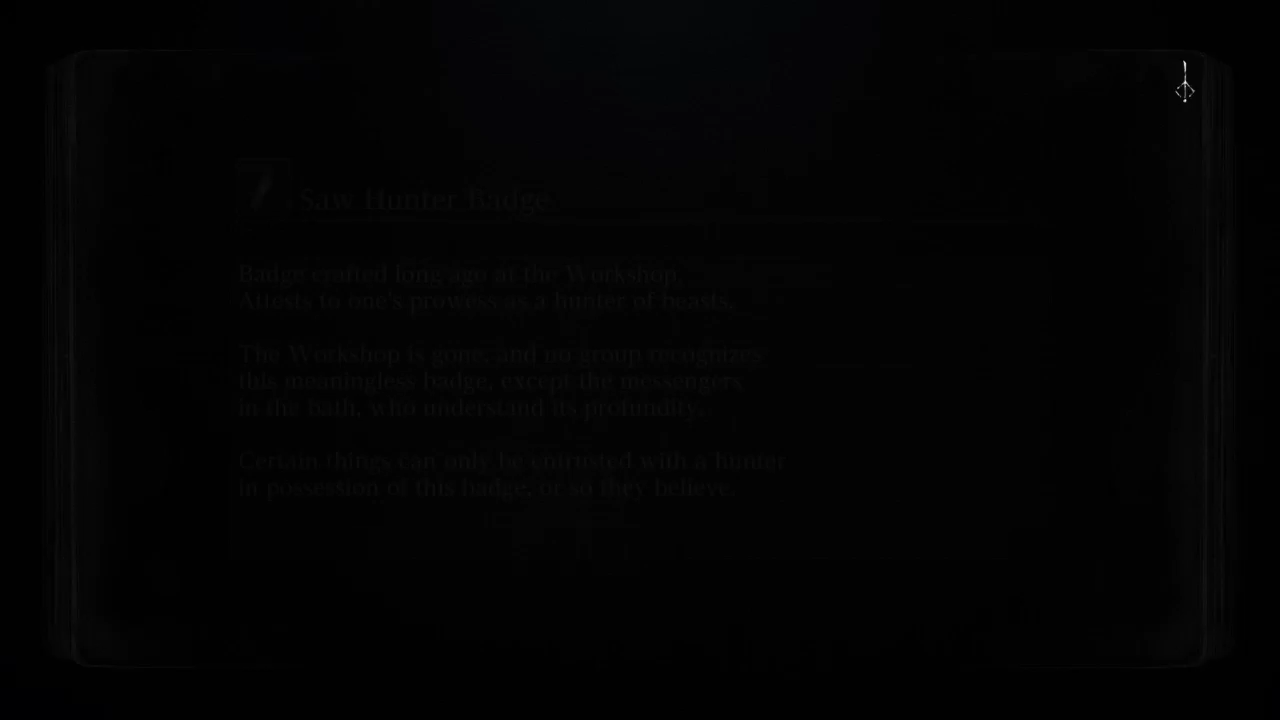 Saw Hunter Badge
Badge crafted long ago at the Workshop.
Attests to one's prowess as a hunter of beasts.
The Workshop is gone, and no group recognizes
this meaningless badge, except the messengers
in the bath, who understand its profundity.
Certain things can only be entrusted with a hunter
in possession of this badge, or so they believe.